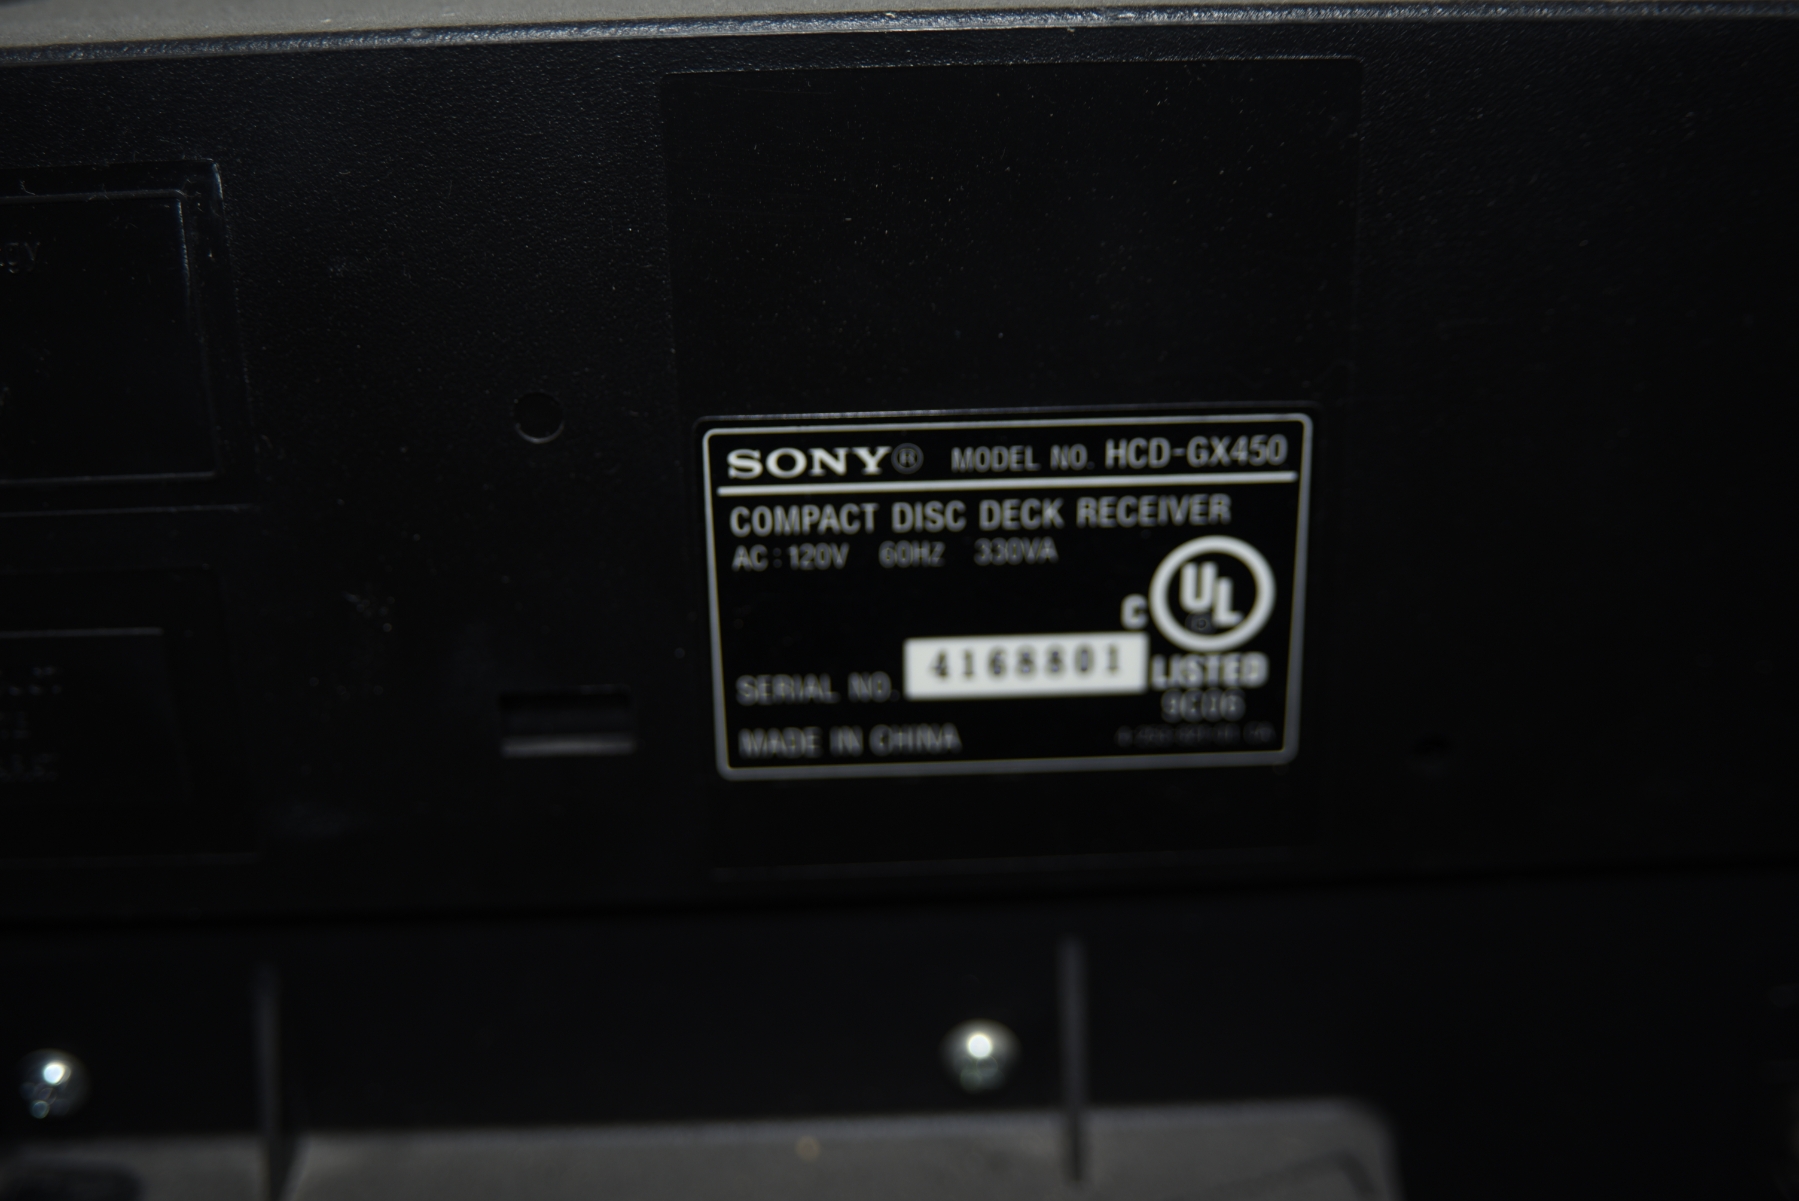 SONY® MODEL NO. HCD-GX450
COMPACT DISC DECK RECEIVER
AC : 120V 60HZ 330VA
C UL ®
LISTED
SERIAL NO. 4168801
9C06
MADE IN CHINA